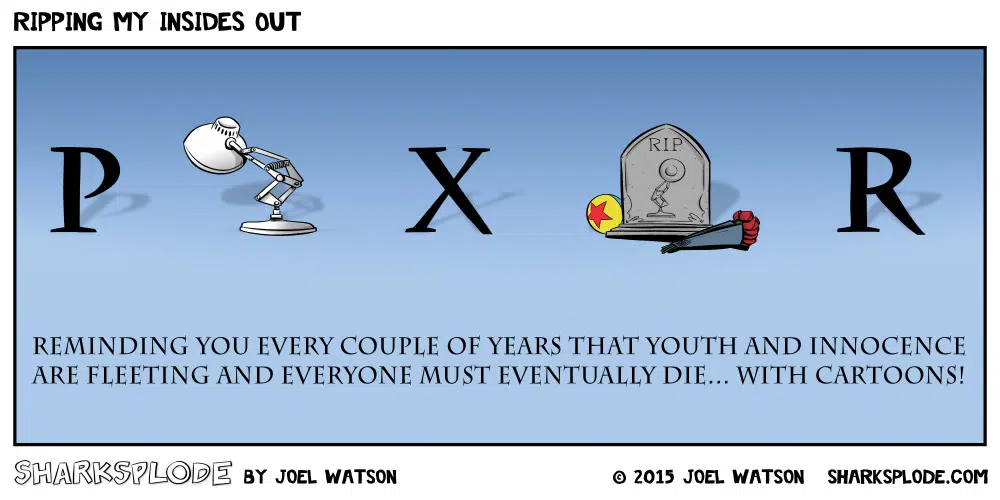 RIPPING MY INSIDES OUT
P X R
RIP
REMINDING YOU EVERY COUPLE OF YEARS THAT YOUTH AND INNOCENCE
ARE FLEETING AND EVERYONE MUST EVENTUALLY DIE... WITH CARTOONS!
SHARKSPLODE BY JOEL WATSON © 2015 JOEL WATSON SHARKSPLODE.COM